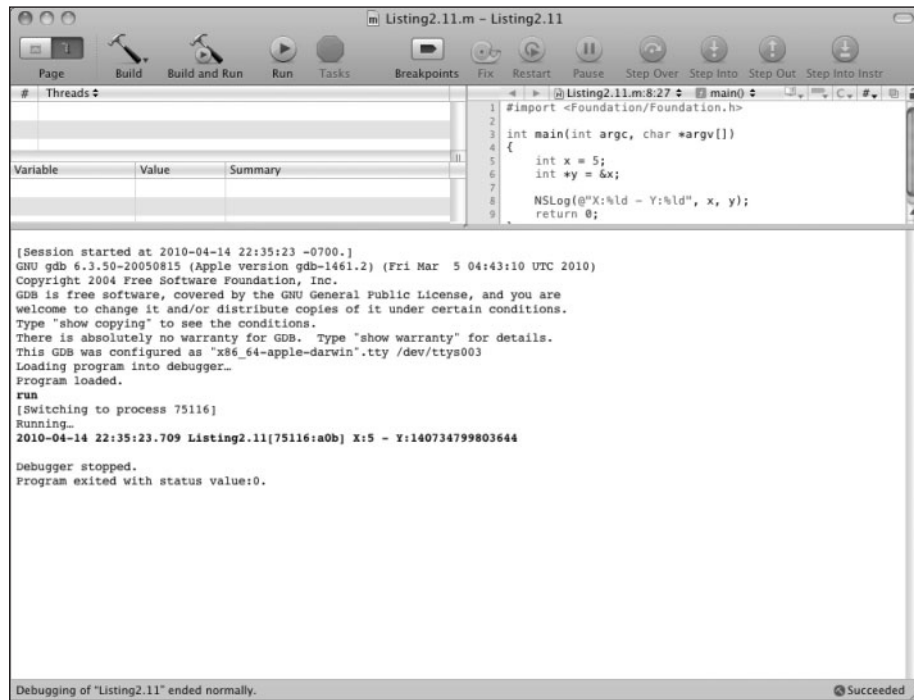 Listing2.11.m – Listing2.11
Page Build Build and Run Run Tasks Breakpoints Fix Restart Pause Step Over Step Into Step Out Step Into Instr
# Threads
Listing2.11.m:8:27 main() C #
1 #import <Foundation/Foundation.h>
2
3 int main(int argc, char *argv[])
4 {
5 int x = 5;
6 int *y = &x;
7
8 NSLog(@"X:%ld - Y:%ld", x, y);
9 return 0;
Variable Value Summary
[Session started at 2010-04-14 22:35:23 -0700.]
GNU gdb 6.3.50-20050815 (Apple version gdb-1461.2) (Fri Mar  5 04:43:10 UTC 2010)
Copyright 2004 Free Software Foundation, Inc.
GDB is free software, covered by the GNU General Public License, and you are
welcome to change it and/or distribute copies of it under certain conditions.
Type "show copying" to see the conditions.
There is absolutely no warranty for GDB.  Type "show warranty" for details.
This GDB was configured as "x86_64-apple-darwin".tty /dev/ttys003
Loading program into debugger…
Program loaded.
run
[Switching to process 75116]
Running…
2010-04-14 22:35:23.709 Listing2.11[75116:a0b] X:5 - Y:140734799803644
Debugger stopped.
Program exited with status value:0.
Debugging of "Listing2.11" ended normally.
Succeeded